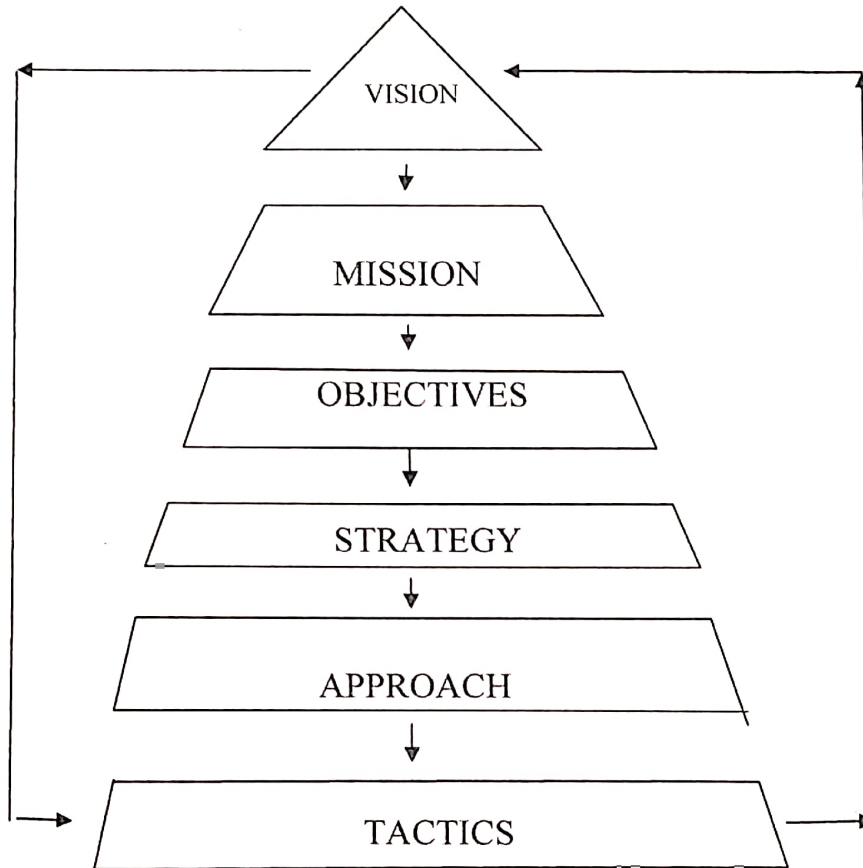 VISION
MISSION
OBJECTIVES
STRATEGY
APPROACH
TACTICS